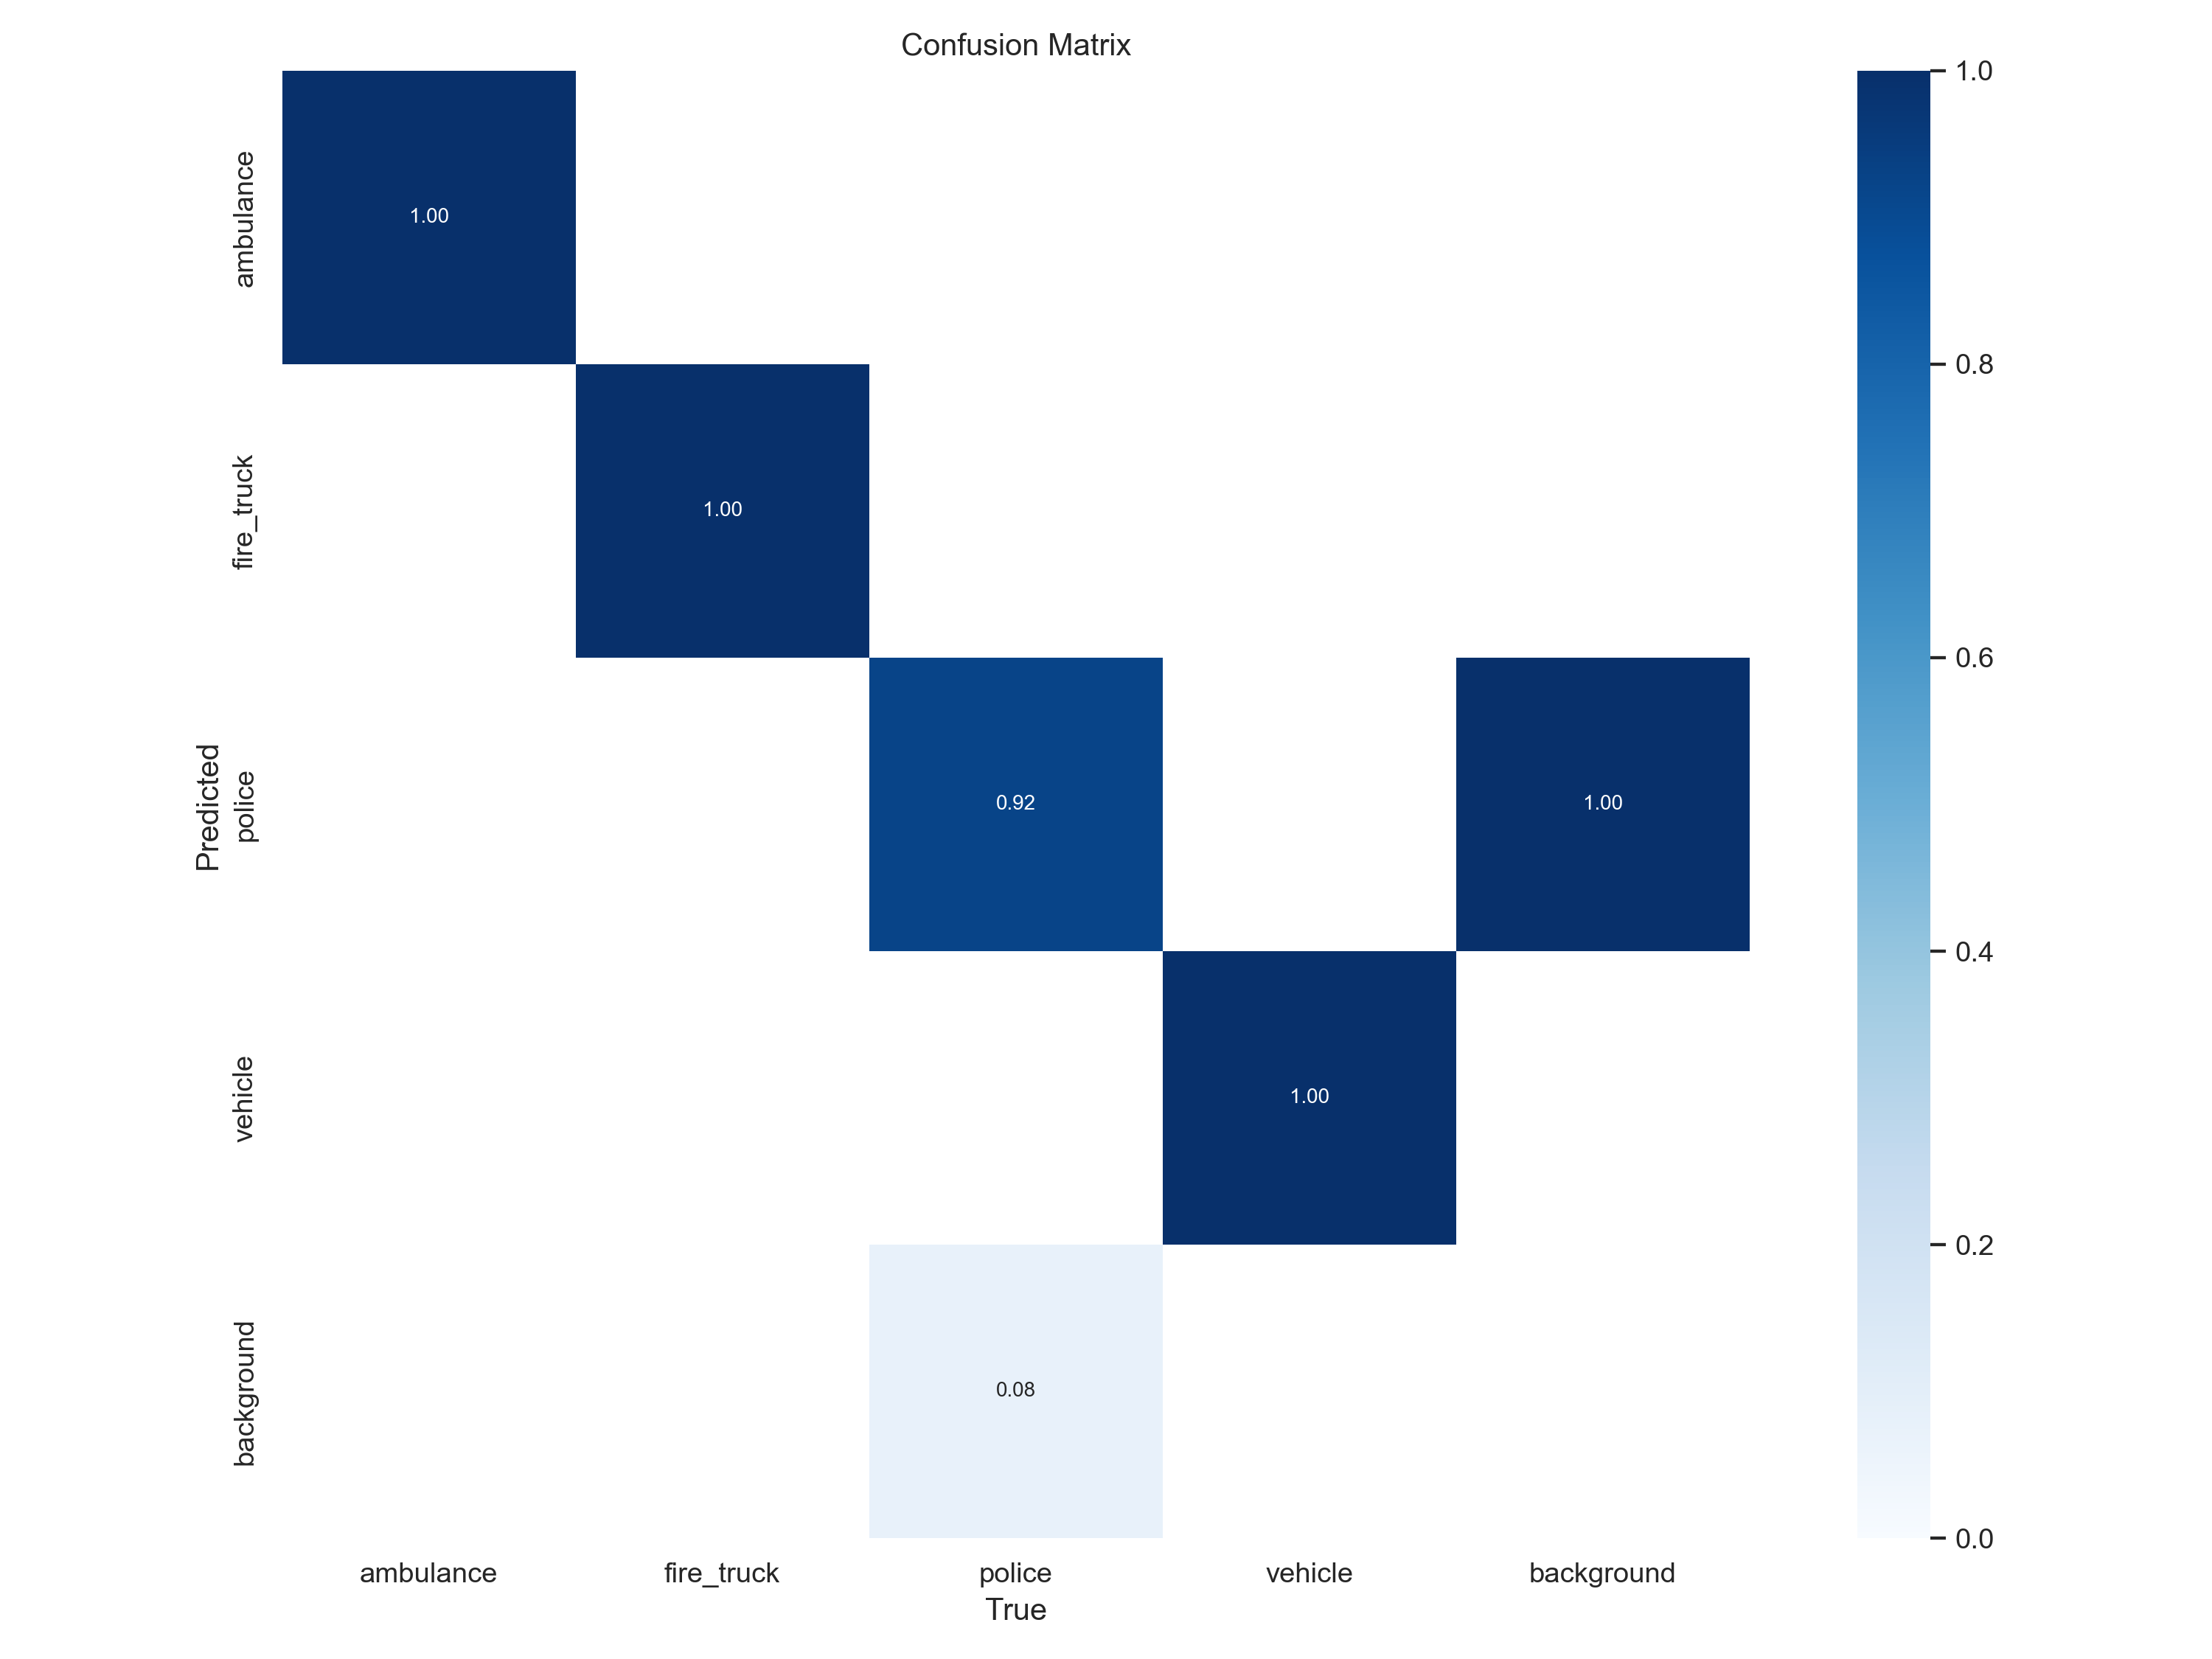 Confusion Matrix
ambulance
fire_truck
police
vehicle
background
Predicted
1.00
1.00
0.92
1.00
1.00
0.08
ambulance
fire_truck
police
vehicle
background
True
1.0
0.8
0.6
0.4
0.2
0.0